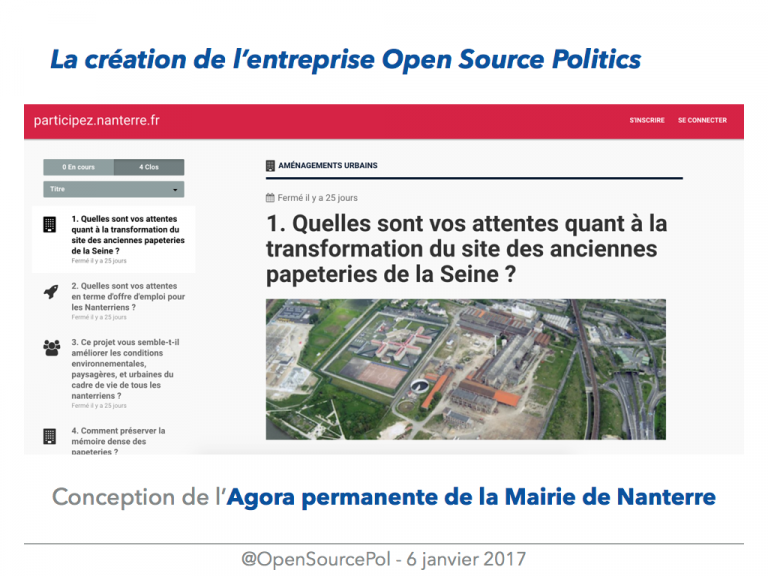 La création de l'entreprise Open Source Politics
participez.nanterre.fr
S'INSCRIRE SE CONNECTER
0 En cours 4 Clos
Titre
1. Quelles sont vos attentes
quant à la transformation du
site des anciennes papeteries
de la Seine ?
Fermé il y a 25 jours
2. Quelles sont vos attentes
en terme d'offre d'emploi pour
les Nanterriens ?
Fermé il y a 25 jours
3. Ce projet vous semble-t-il
améliorer les conditions
environnementales,
paysagères, et urbaines du
cadre de vie de tous les
nanterriens ?
Fermé il y a 25 jours
4. Comment préserver la
mémoire dense des
papeteries ?
AMÉNAGEMENTS URBAINS
Fermé il y a 25 jours
1. Quelles sont vos attentes quant à la
transformation du site des anciennes
papeteries de la Seine ?
Conception de l'Agora permanente de la Mairie de Nanterre
@OpenSourcePol - 6 janvier 2017